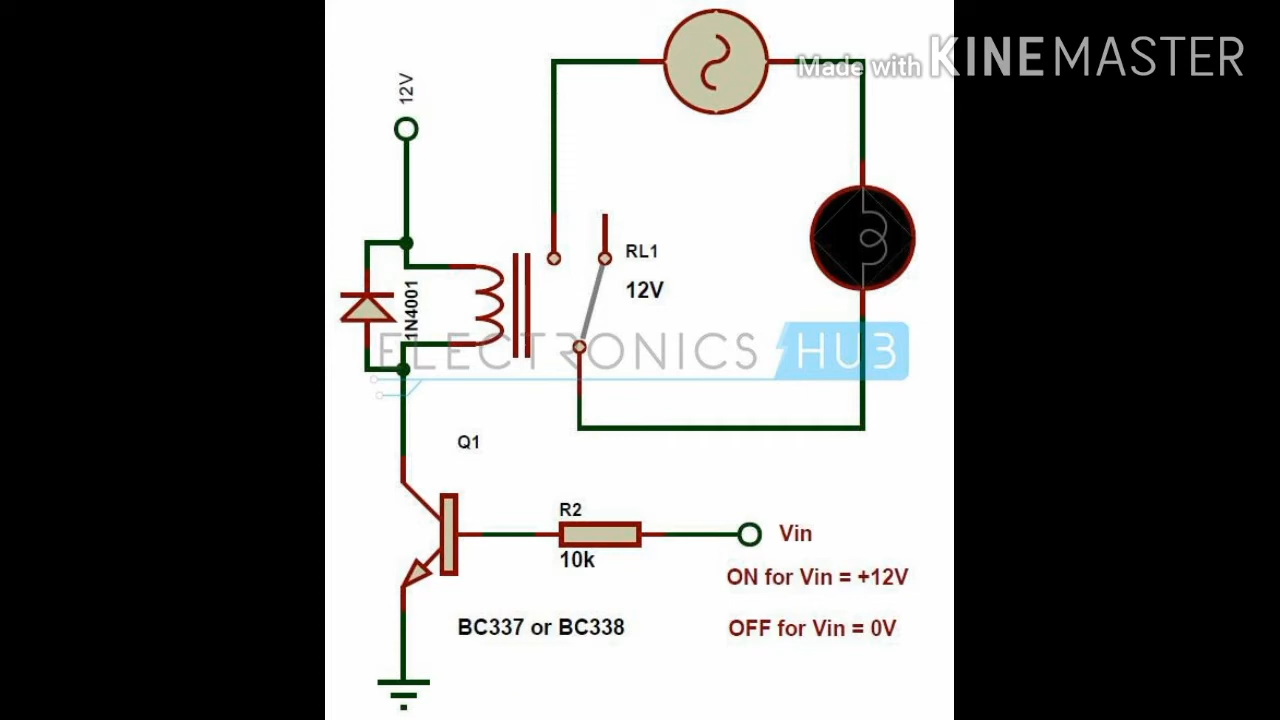 Made with KINEMASTER
12V
RL1
12V
1N4001
ELECTRONICS HUB
Q1
R2
10k
Vin
ON for Vin = +12V
BC337 or BC338
OFF for Vin = 0V